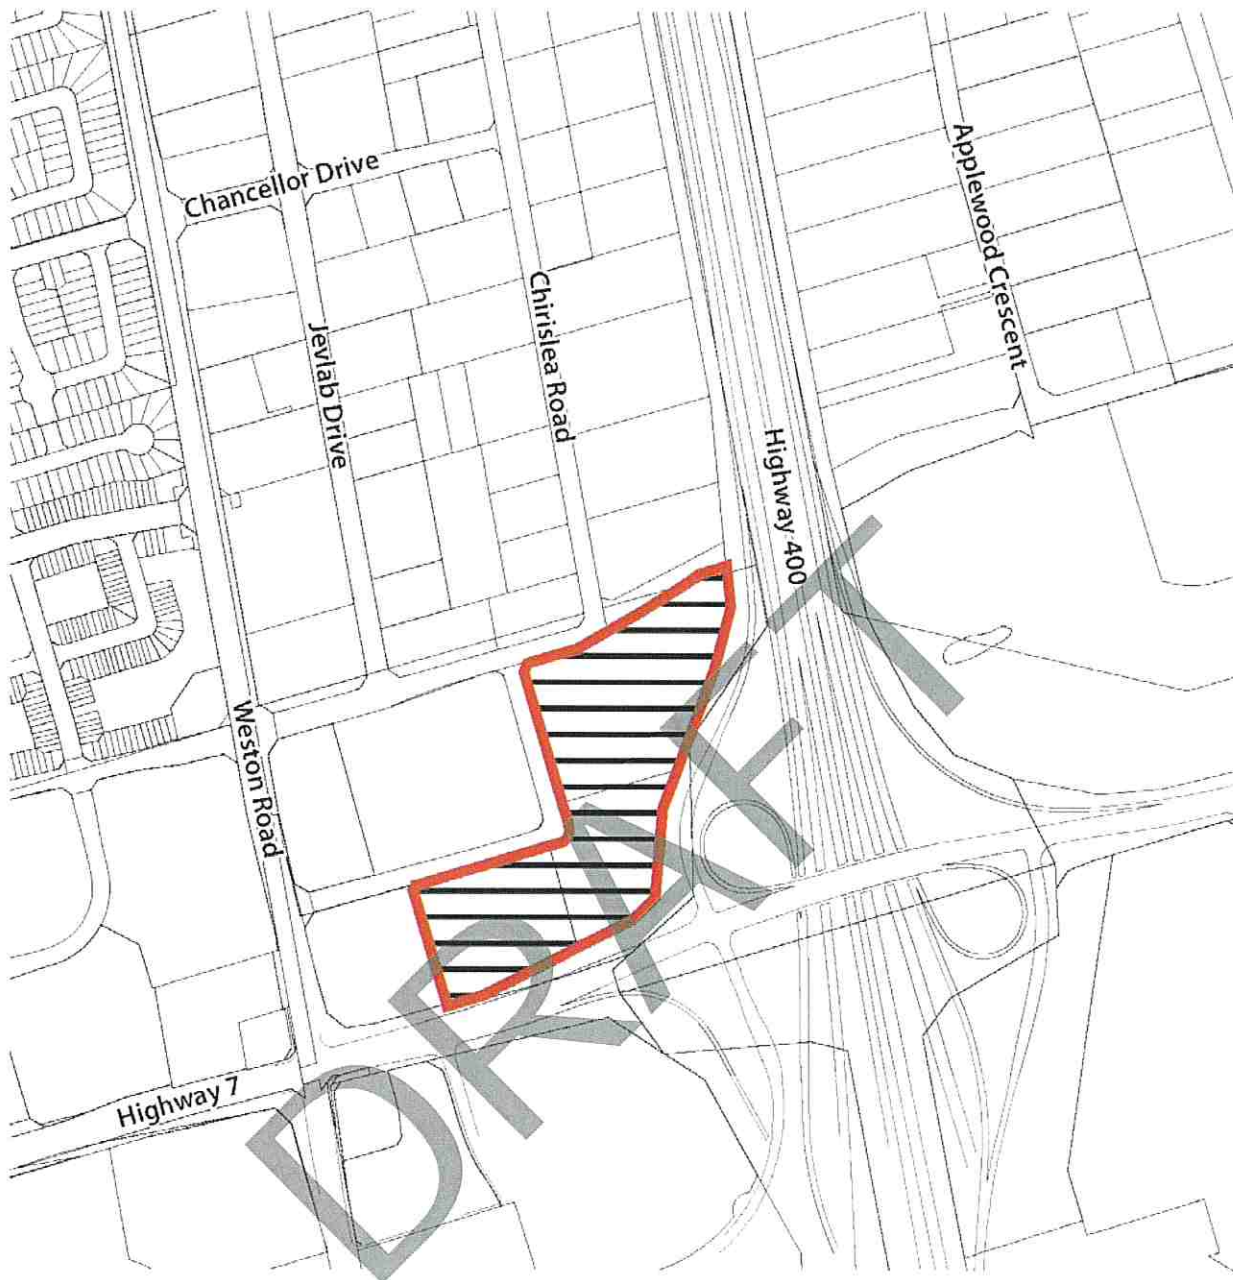 Chancellor Drive
Applewood Crescent
Chirislea Road
Jevlab Drive
Highway 400
Weston Road
Highway 7
DRAFT